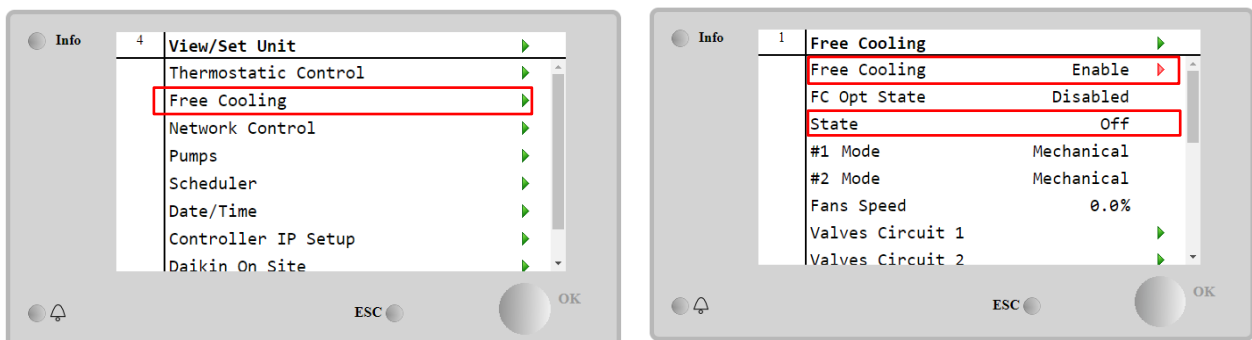 Info
4 View/Set Unit
Thermostatic Control
Free Cooling
Network Control
Pumps
Scheduler
Date/Time
Controller IP Setup
Daikin On Site
ESC
OK
Info
1 Free Cooling
Free Cooling Enable
FC Opt State Disabled
State Off
#1 Mode Mechanical
#2 Mode Mechanical
Fans Speed 0.0%
Valves Circuit 1
Valves Circuit 2
ESC
OK